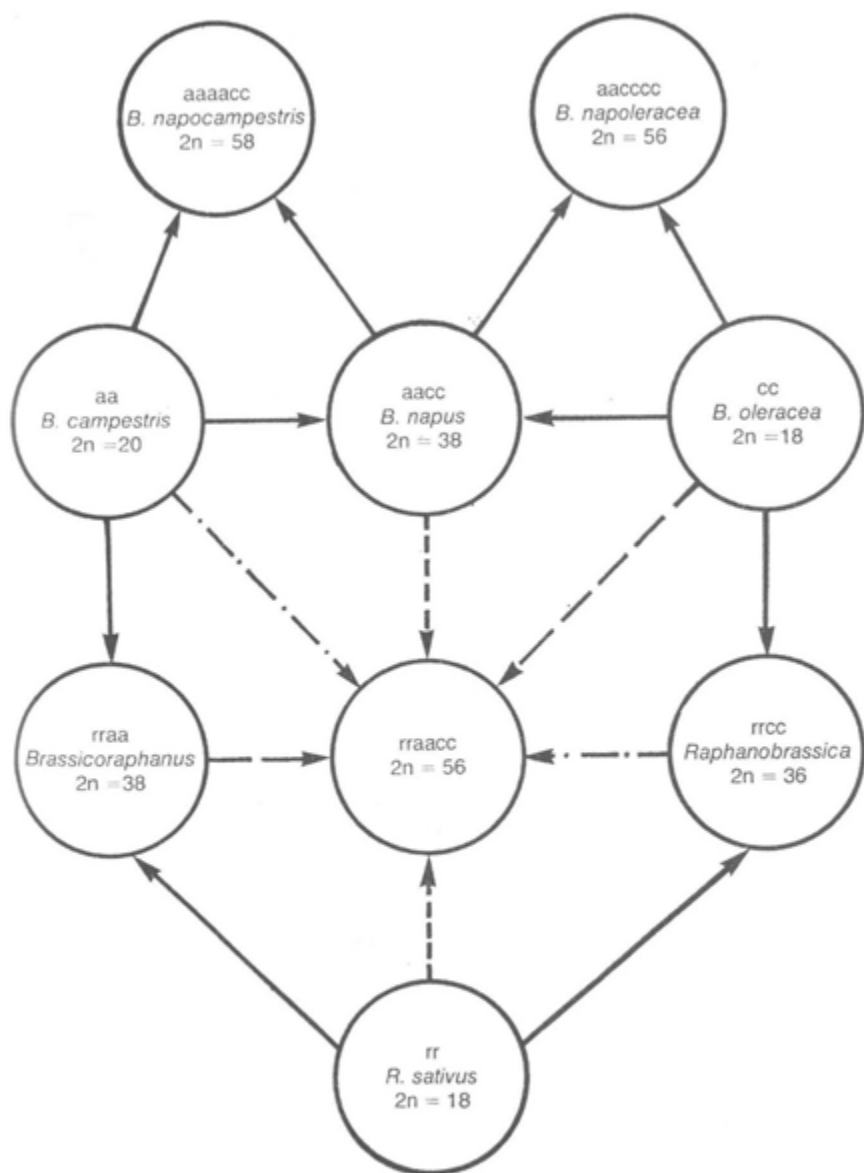 aaaacc
B. napocampestris
2n = 58
aacccc
B. napoleracea
2n = 56
aa
B. campestris
2n =20
aacc
B. napus
2n = 38
cc
B. oleracea
2n =18
rraa
Brassicoraphanus
2n =38
rraacc
2n = 56
rrcc
Raphanobrassica
2n = 36
rr
R. sativus
2n = 18